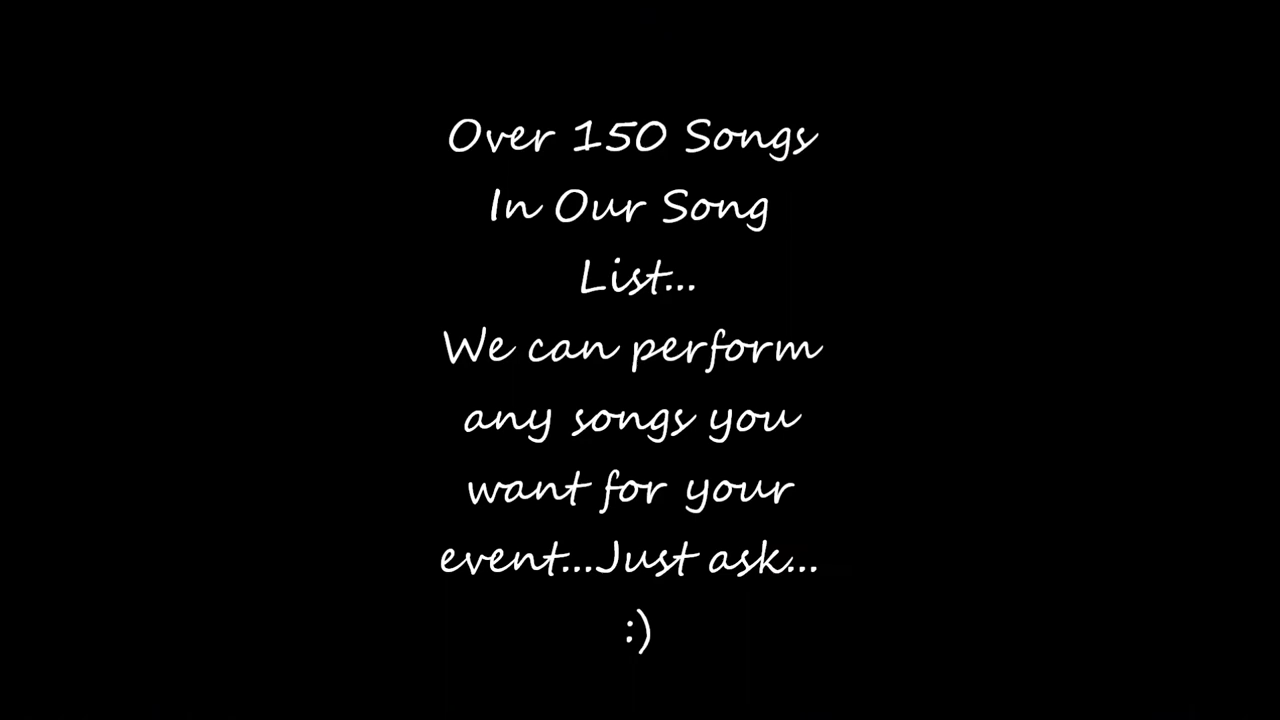 Over 150 Songs
In Our Song
List...
We can perform
any songs you
want for your
event...Just ask...
:)